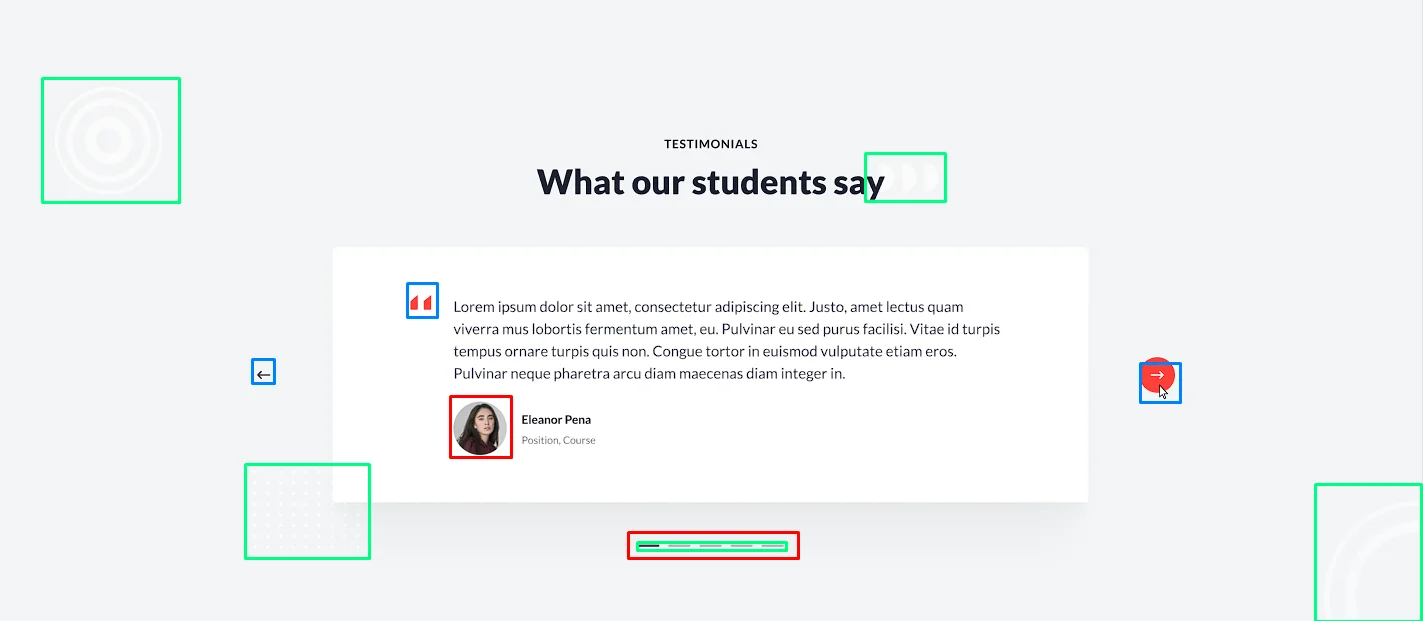 TESTIMONIALS
What our students say
Lorem ipsum dolor sit amet, consectetur adipiscing elit. Justo, amet lectus quam
viverra mus lobortis fermentum amet, eu. Pulvinar eu sed purus facilisi. Vitae id turpis
tempus ornare turpis quis non. Congue tortor in euismod vulputate etiam eros.
Pulvinar neque pharetra arcu diam maecenas diam integer in.
Eleanor Pena
Position, Course